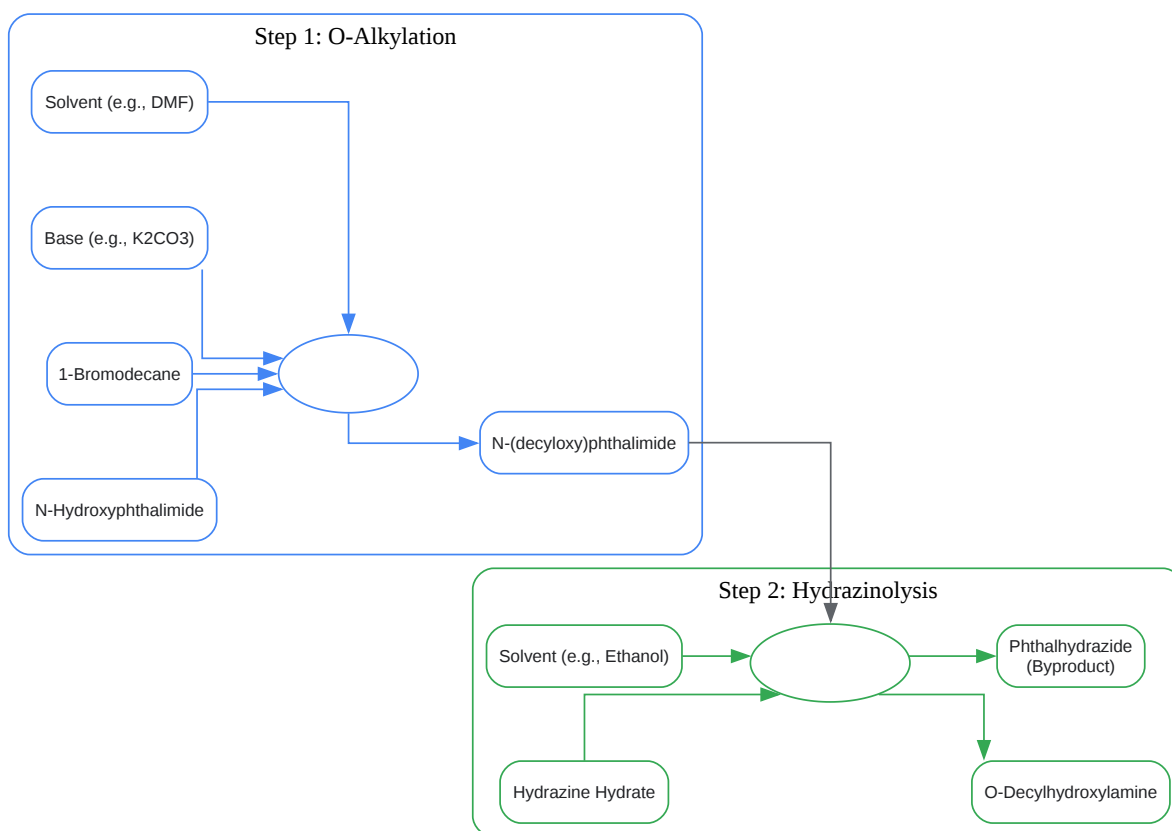 Step 1: O-Alkylation
Solvent (e.g., DMF)
Base (e.g., K2CO3)
1-Bromodecane
N-Hydroxyphthalimide
N-(decyloxy)phthalimide
Step 2: Hydrazinolysis
Solvent (e.g., Ethanol)
Hydrazine Hydrate
Phthalhydrazide
(Byproduct)
O-Decylhydroxylamine